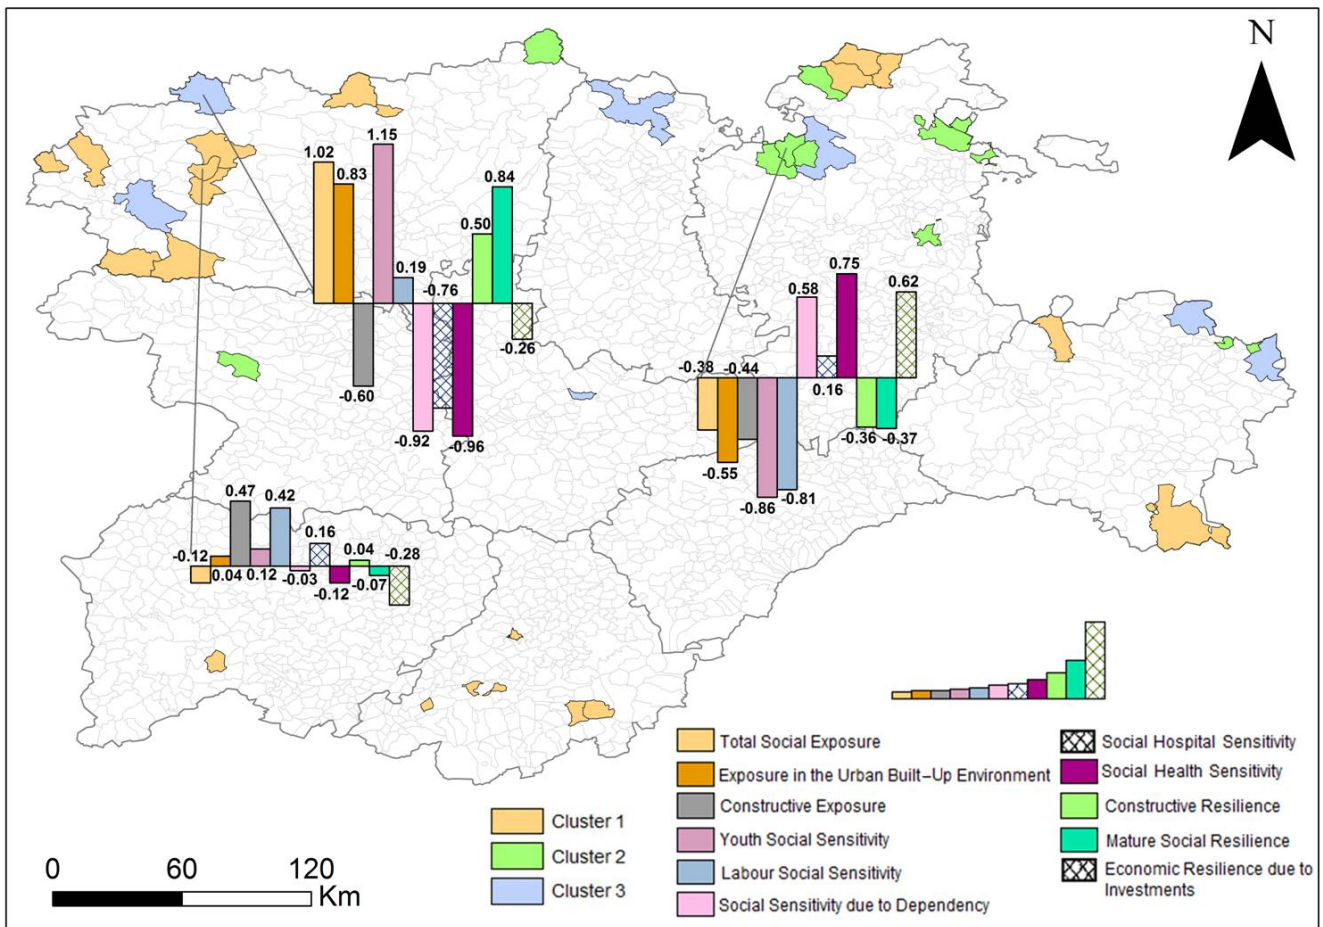 N
1.15
1.02
0.83
0.84
0.50
0.19
-0.76
-0.26
-0.60
-0.92
-0.96
0.75
0.58
0.62
-0.38
-0.44
0.16
-0.36
-0.37
-0.55
-0.81
-0.86
0.47
0.42
0.16
-0.12
0.04
-0.28
0.04
0.12
-0.03
-0.12
-0.07
Total Social Exposure
Exposure in the Urban Built-Up Environment
Constructive Exposure
Youth Social Sensitivity
Labour Social Sensitivity
Social Sensitivity due to Dependency
Social Hospital Sensitivity
Social Health Sensitivity
Constructive Resilience
Mature Social Resilience
Economic Resilience due to
Investments
Cluster 1
Cluster 2
Cluster 3
0 60 120
Km